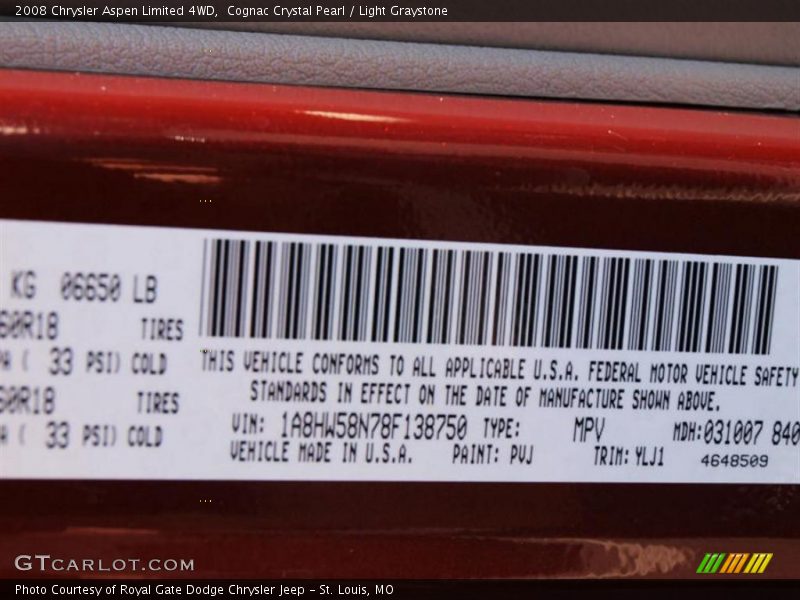 2008 Chrysler Aspen Limited 4WD,  Cognac Crystal Pearl / Light Graystone
KG 06650 LB
60R18 TIRES
( 33 PSI) COLD
60R18 TIRES
( 33 PSI) COLD
THIS VEHICLE CONFORMS TO ALL APPLICABLE U.S.A. FEDERAL MOTOR VEHICLE SAFETY
STANDARDS IN EFFECT ON THE DATE OF MANUFACTURE SHOWN ABOVE.
VIN: 1A8HW58N78F138750 TYPE: MPV MDH:031007 840
VEHICLE MADE IN U.S.A. PAINT: PVJ TRIM: YLJ1 4648509
GTCARLOT.COM
Photo Courtesy of Royal Gate Dodge Chrysler Jeep – St. Louis, MO